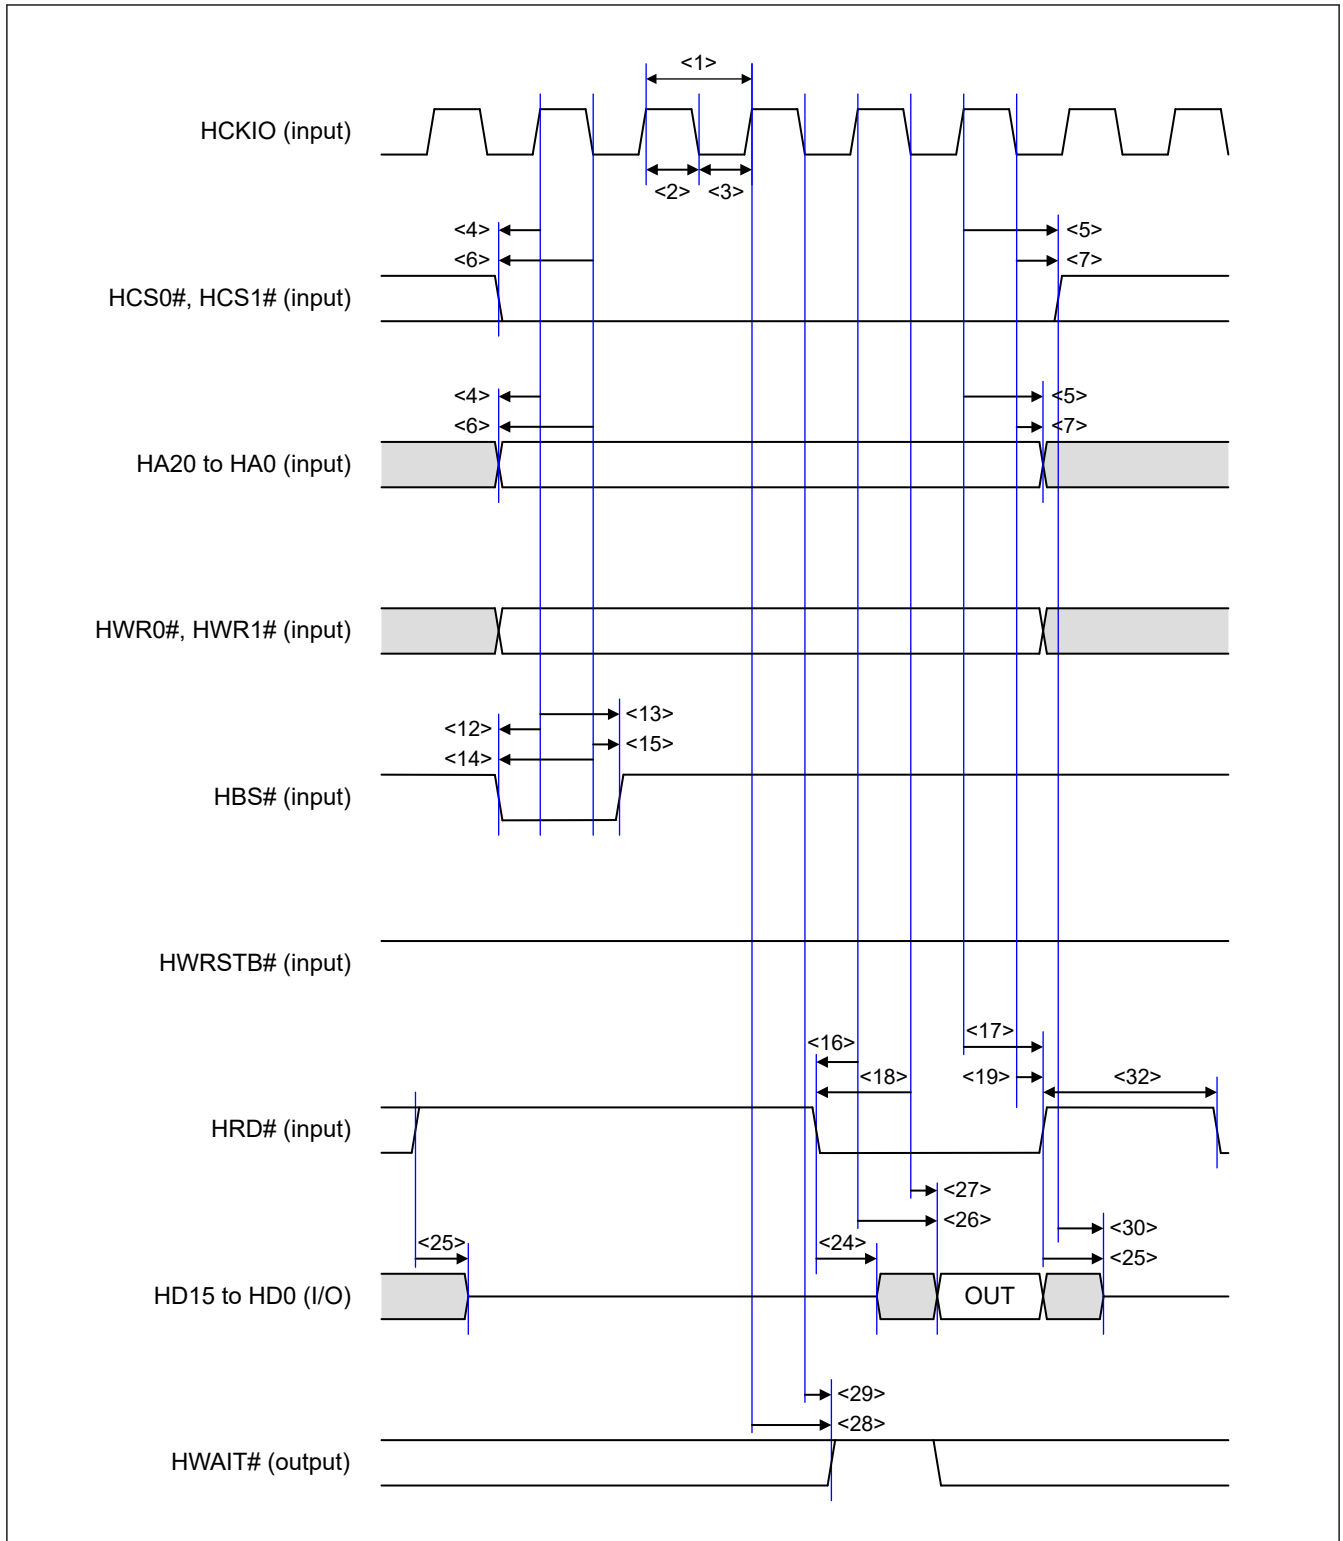 <1>
HCKIO (input)
<2> <3>
<4> <5>
<6> <7>
HCS0#, HCS1# (input)
<4> <5>
<6> <7>
HA20 to HA0 (input)
HWR0#, HWR1# (input)
<13>
<12>
<15>
<14>
HBS# (input)
HWRSTB# (input)
<17>
<16>
<18> <19> <32>
HRD# (input)
<27>
<26> <30>
<25> <24> <25>
HD15 to HD0 (I/O) OUT
<29>
<28>
HWAIT# (output)